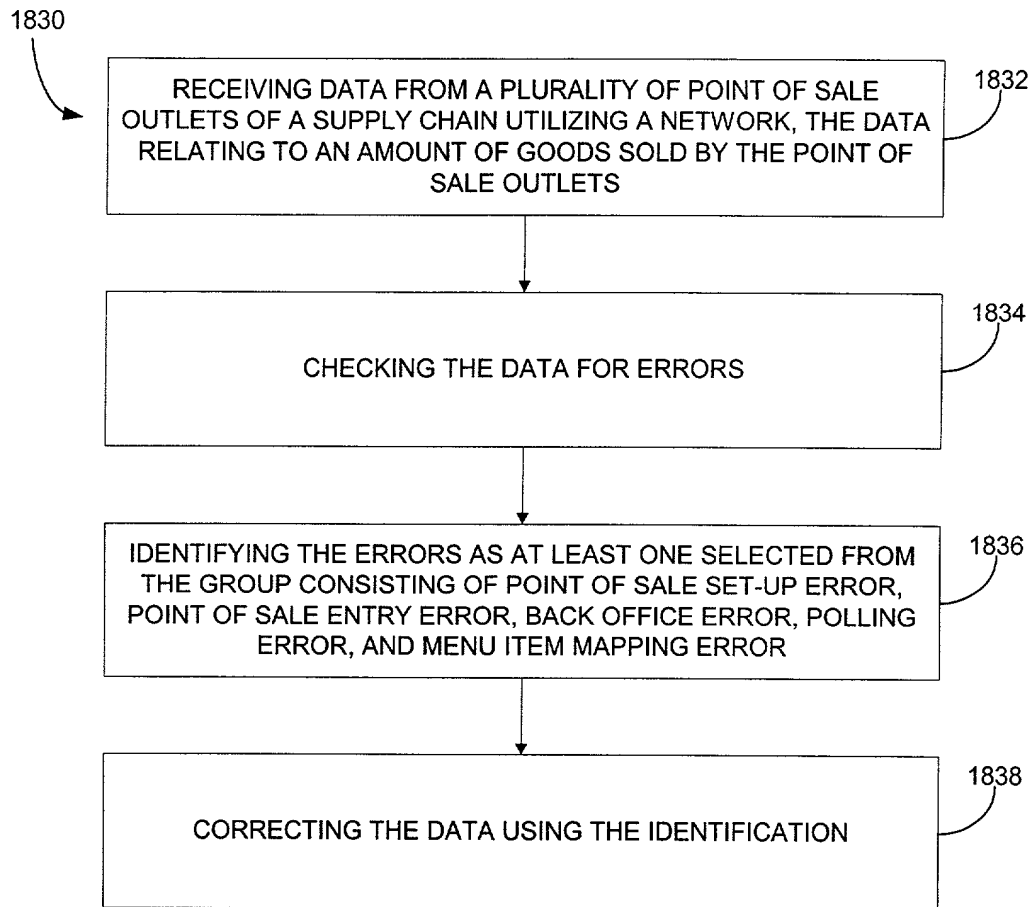 1830
RECEIVING DATA FROM A PLURALITY OF POINT OF SALE
OUTLETS OF A SUPPLY CHAIN UTILIZING A NETWORK, THE DATA
RELATING TO AN AMOUNT OF GOODS SOLD BY THE POINT OF
SALE OUTLETS
1832
CHECKING THE DATA FOR ERRORS
1834
IDENTIFYING THE ERRORS AS AT LEAST ONE SELECTED FROM
THE GROUP CONSISTING OF POINT OF SALE SET-UP ERROR,
POINT OF SALE ENTRY ERROR, BACK OFFICE ERROR, POLLING
ERROR, AND MENU ITEM MAPPING ERROR
1836
CORRECTING THE DATA USING THE IDENTIFICATION
1838